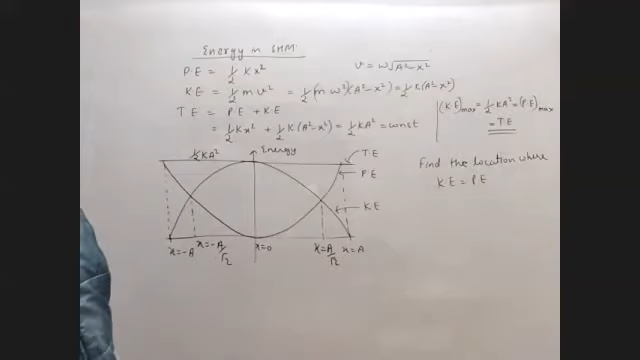 Energy in SHM
P.E = 1/2 Kx²
v = ω√A²-x²
K.E = 1/2 m v² = 1/2 (m ω²)(A²-x²) = 1/2 K(A²-x²)
T.E = P.E + K.E
= 1/2 Kx² + 1/2 K(A²-x²) = 1/2 KA² = const
(K.E)max = 1/2 KA² = (P.E)max
= T.E
Find the location where
K.E = P.E
1/2 KA²
Energy
T.E
P.E
K.E
x=-A
x=-A/√2
x=0
x=A/√2
x=A